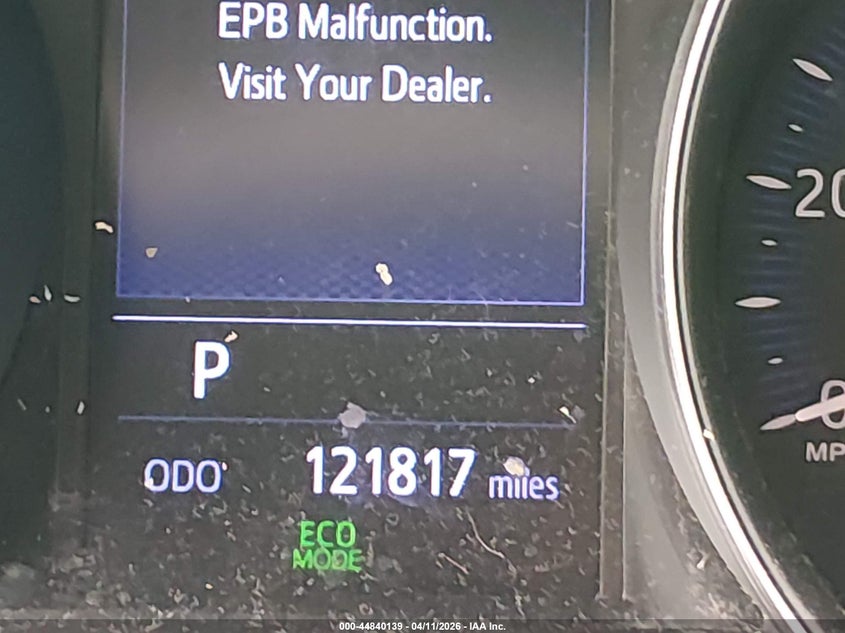 EPB Malfunction.
Visit Your Dealer.
20
P
0
MP
ODO 121817 miles
ECO
MODE
000-44840139 - 04/11/2026 - IAA Inc.